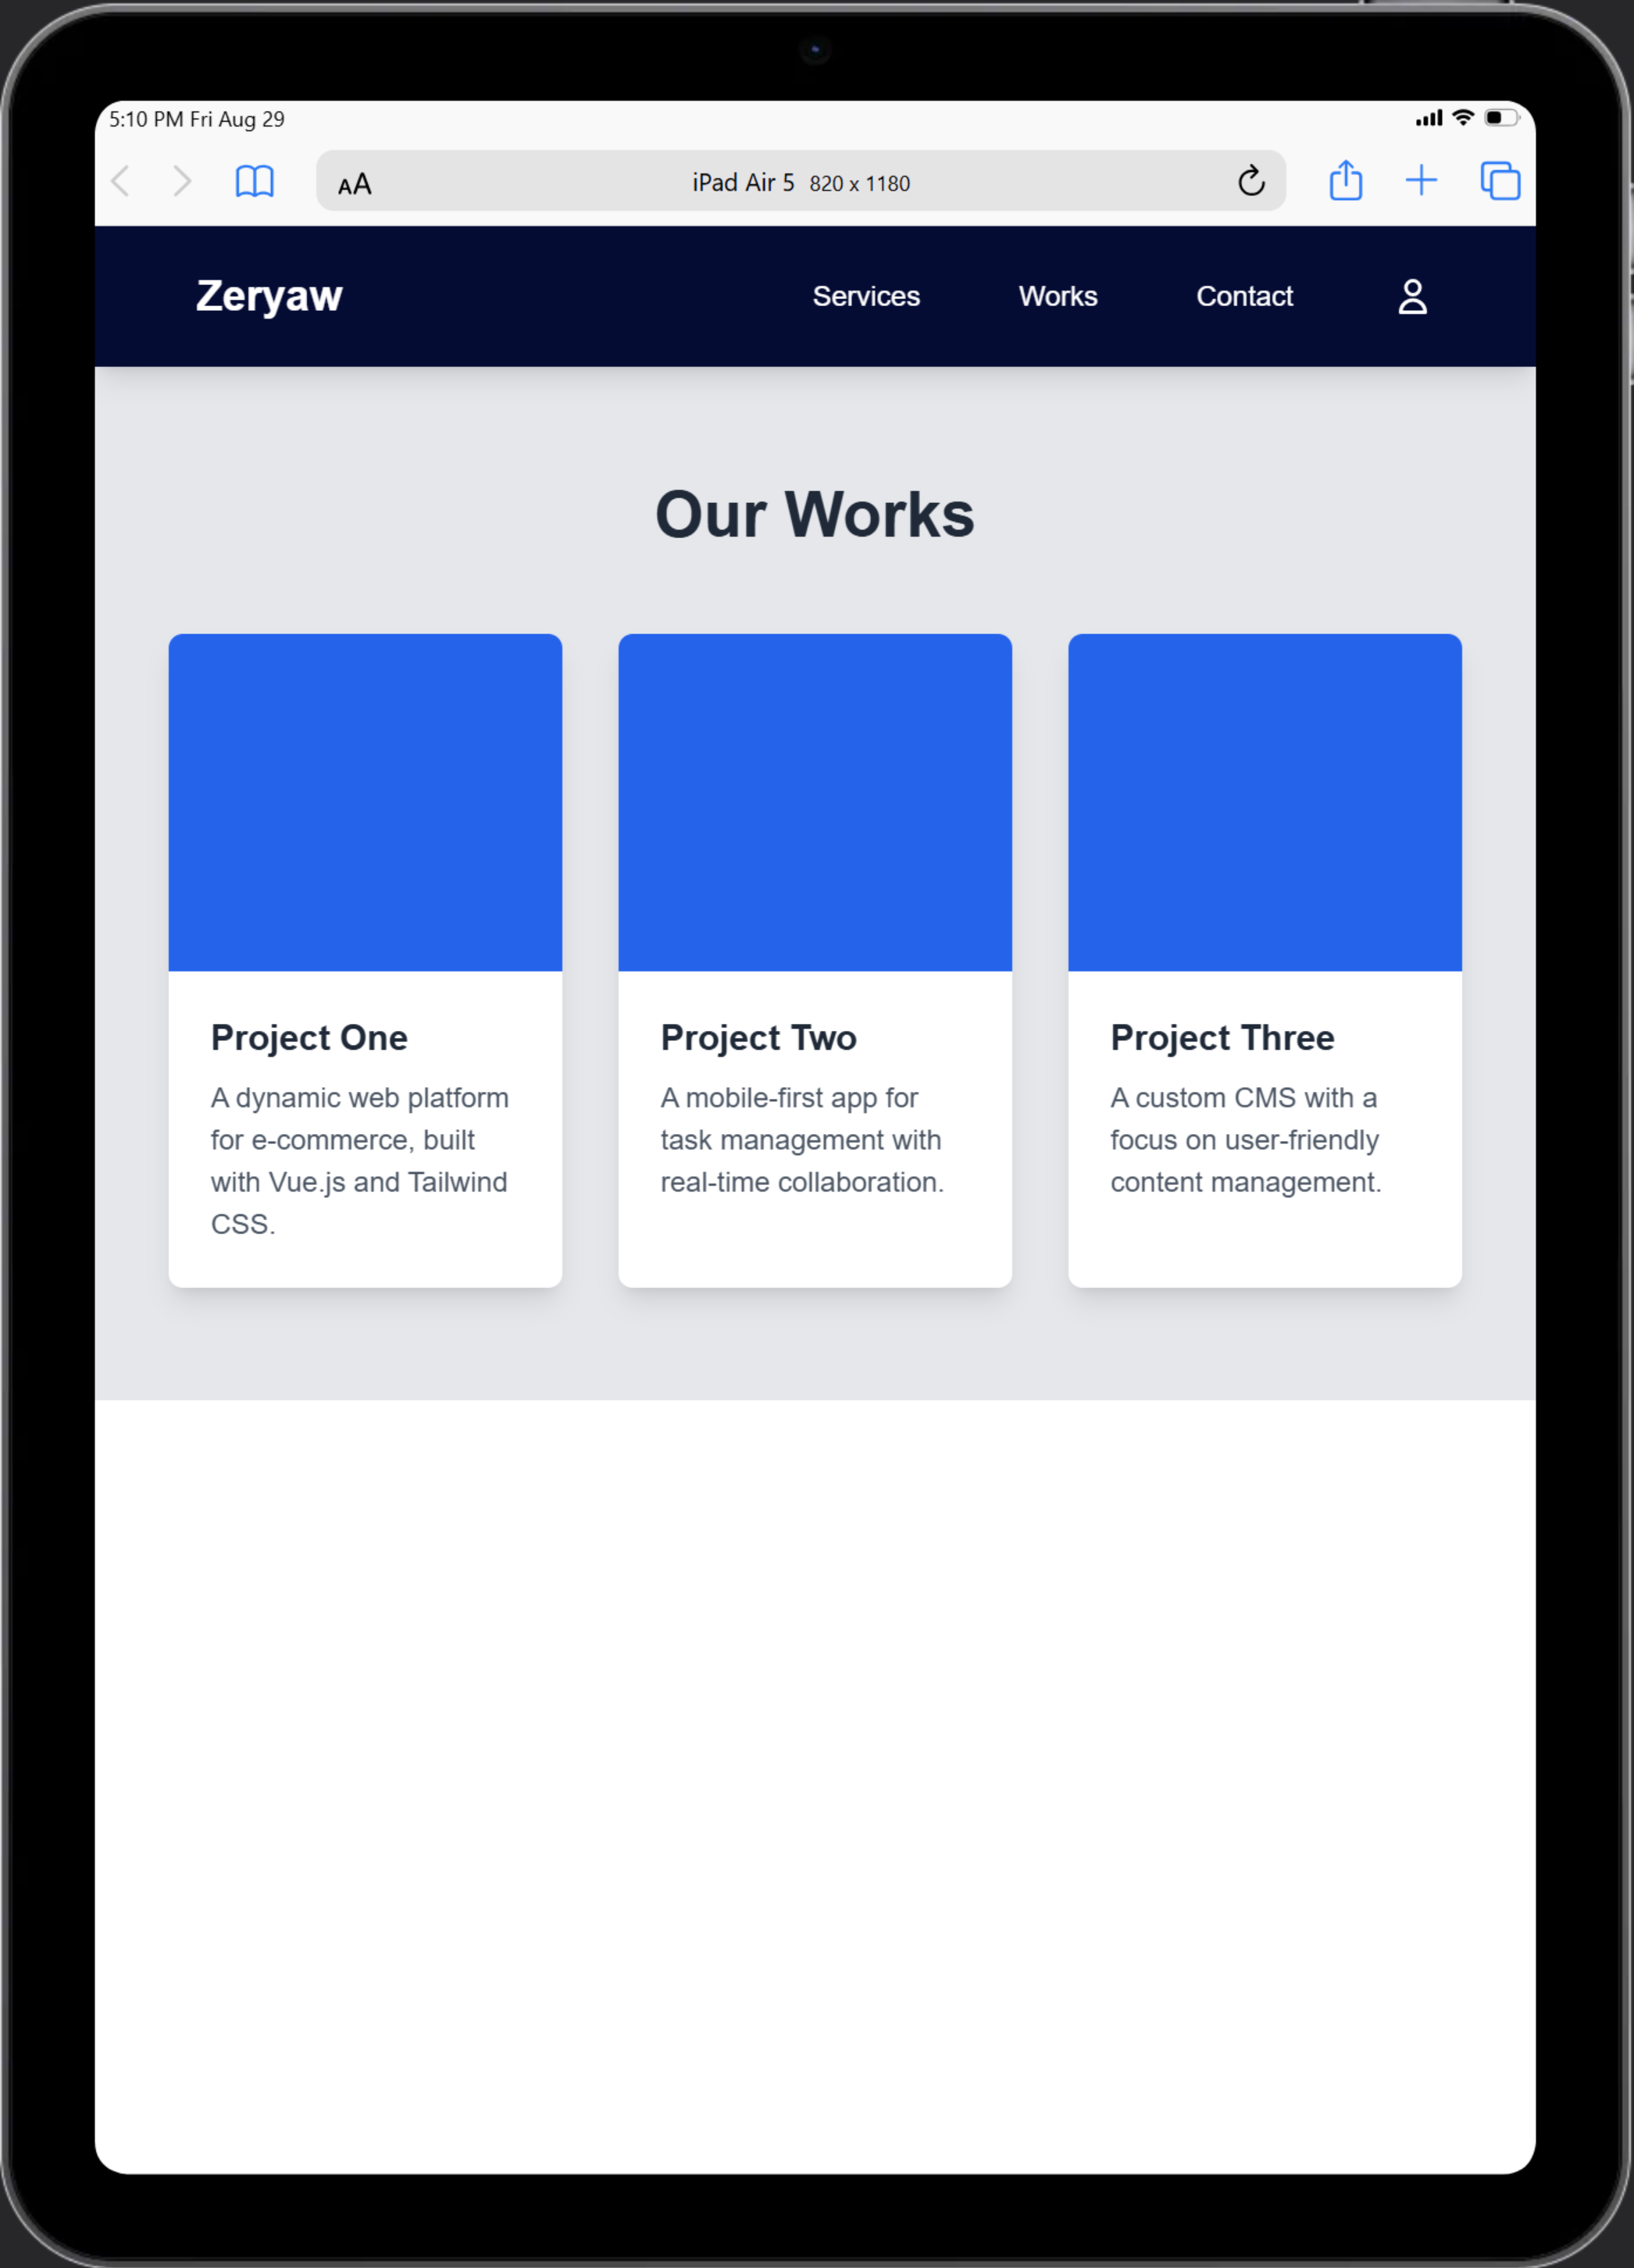 5:10 PM Fri Aug 29
AA
iPad Air 5 820 x 1180
Zeryaw
Services Works Contact
Our Works
Project One
A dynamic web platform
for e-commerce, built
with Vue.js and Tailwind
CSS.
Project Two
A mobile-first app for
task management with
real-time collaboration.
Project Three
A custom CMS with a
focus on user-friendly
content management.